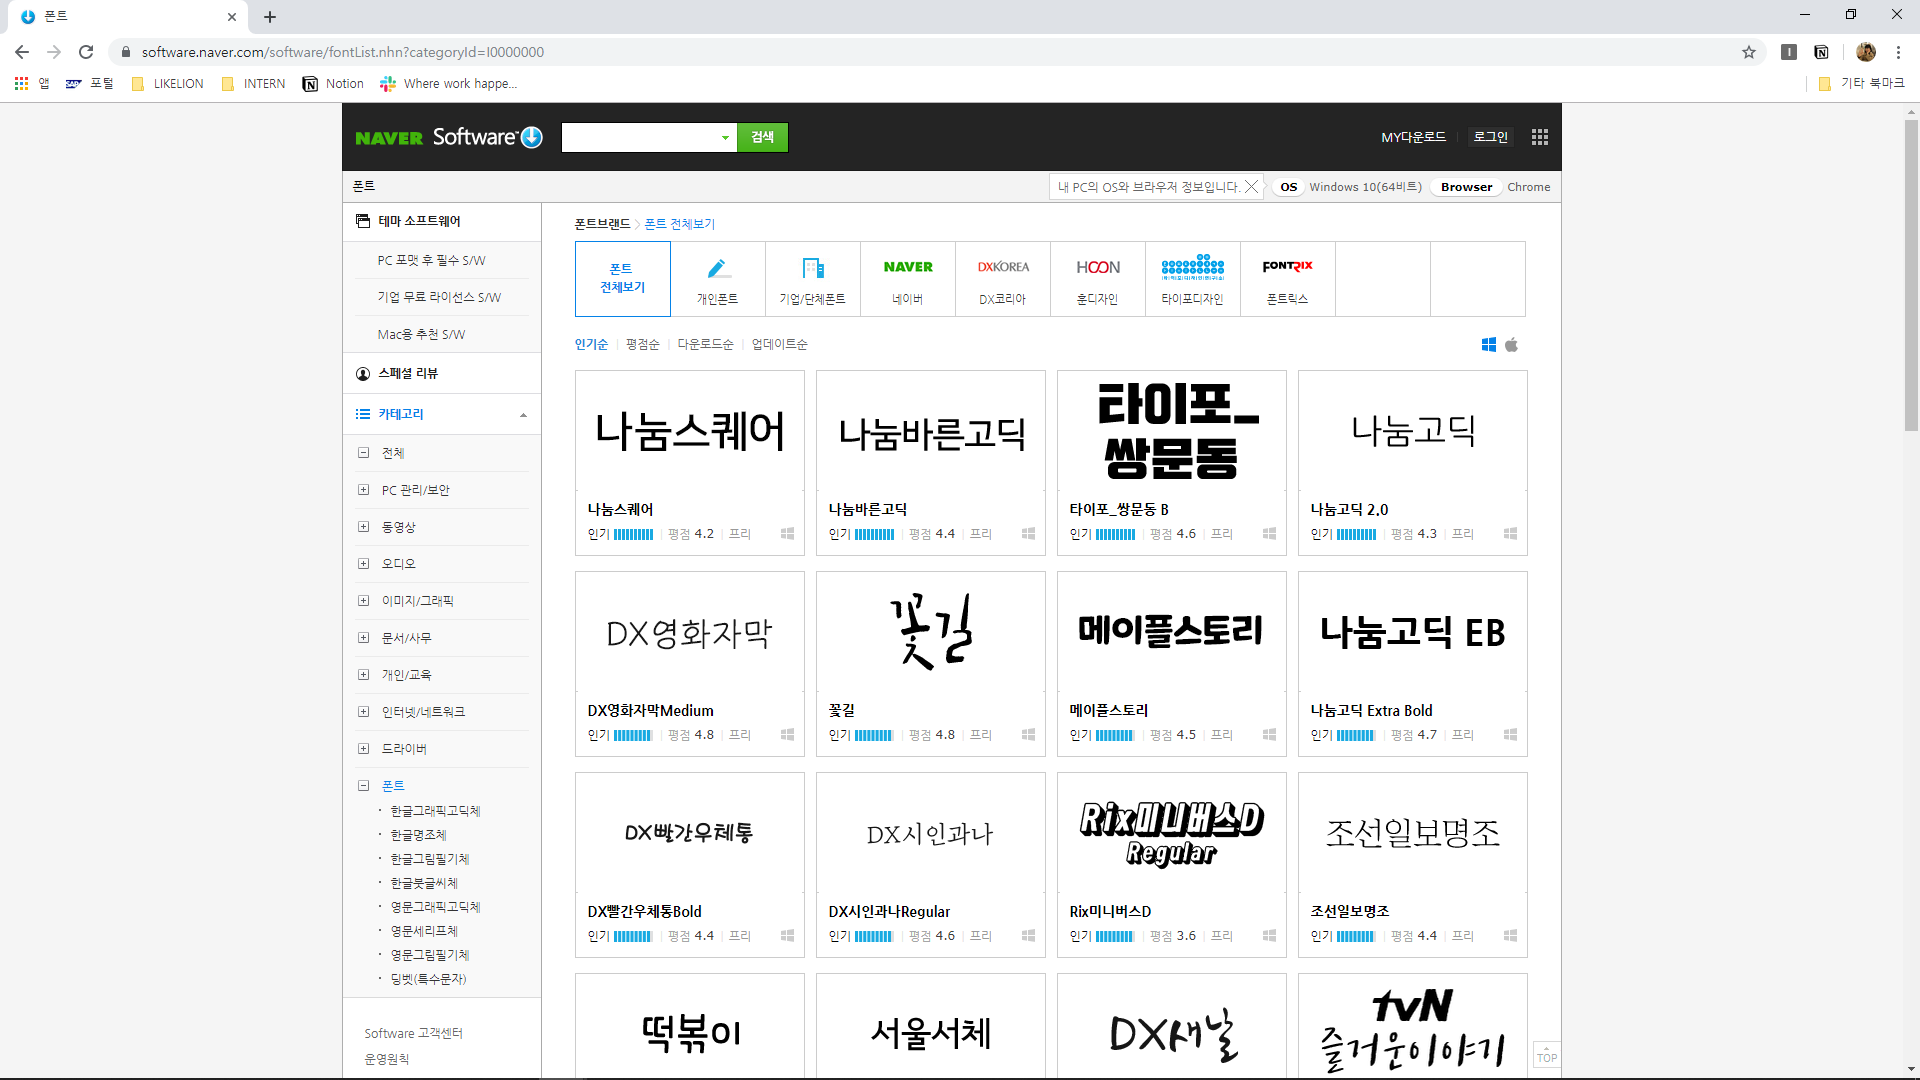 폰트
software.naver.com/software/fontList.nhn?categoryId=I0000000
앱 포털 LIKELION INTERN Notion Where work happe... 기타 북마크
NAVER Software 검색 MY다운로드 로그인
폰트 내 PC의 OS와 브라우저 정보입니다. OS Windows 10(64비트) Browser Chrome
테마 소프트웨어
PC 포맷 후 필수 S/W
기업 무료 라이선스 S/W
Mac용 추천 S/W
스페셜 리뷰
카테고리
전체
PC 관리/보안
동영상
오디오
이미지/그래픽
문서/사무
개인/교육
인터넷/네트워크
드라이버
폰트
· 한글그래픽고딕체
· 한글명조체
· 한글그림필기체
· 한글붓글씨체
· 영문그래픽고딕체
· 영문세리프체
· 영문그림필기체
· 딩벳(특수문자)
Software 고객센터
운영원칙
폰트브랜드 > 폰트 전체보기
폰트
전체보기
개인폰트
기업/단체폰트
NAVER
네이버
DXKOREA
DX코리아
HOON
훈디자인
타이포디자인
FONTRIX
폰트릭스
인기순 | 평점순 | 다운로드순 | 업데이트순
나눔스퀘어
나눔스퀘어
인기 | 평점 4.2 | 프리
나눔바른고딕
나눔바른고딕
인기 | 평점 4.4 | 프리
타이포_
쌍문동
타이포_쌍문동 B
인기 | 평점 4.6 | 프리
나눔고딕
나눔고딕 2.0
인기 | 평점 4.3 | 프리
DX영화자막
DX영화자막Medium
인기 | 평점 4.8 | 프리
꽃길
꽃길
인기 | 평점 4.8 | 프리
메이플스토리
메이플스토리
인기 | 평점 4.5 | 프리
나눔고딕 EB
나눔고딕 Extra Bold
인기 | 평점 4.7 | 프리
DX빨간우체통
DX빨간우체통Bold
인기 | 평점 4.4 | 프리
DX시인과나
DX시인과나Regular
인기 | 평점 4.6 | 프리
Rix미니버스D
Regular
Rix미니버스D
인기 | 평점 3.6 | 프리
조선일보명조
조선일보명조
인기 | 평점 4.4 | 프리
떡볶이
서울서체
DX새날
tvN
즐거운이야기
TOP